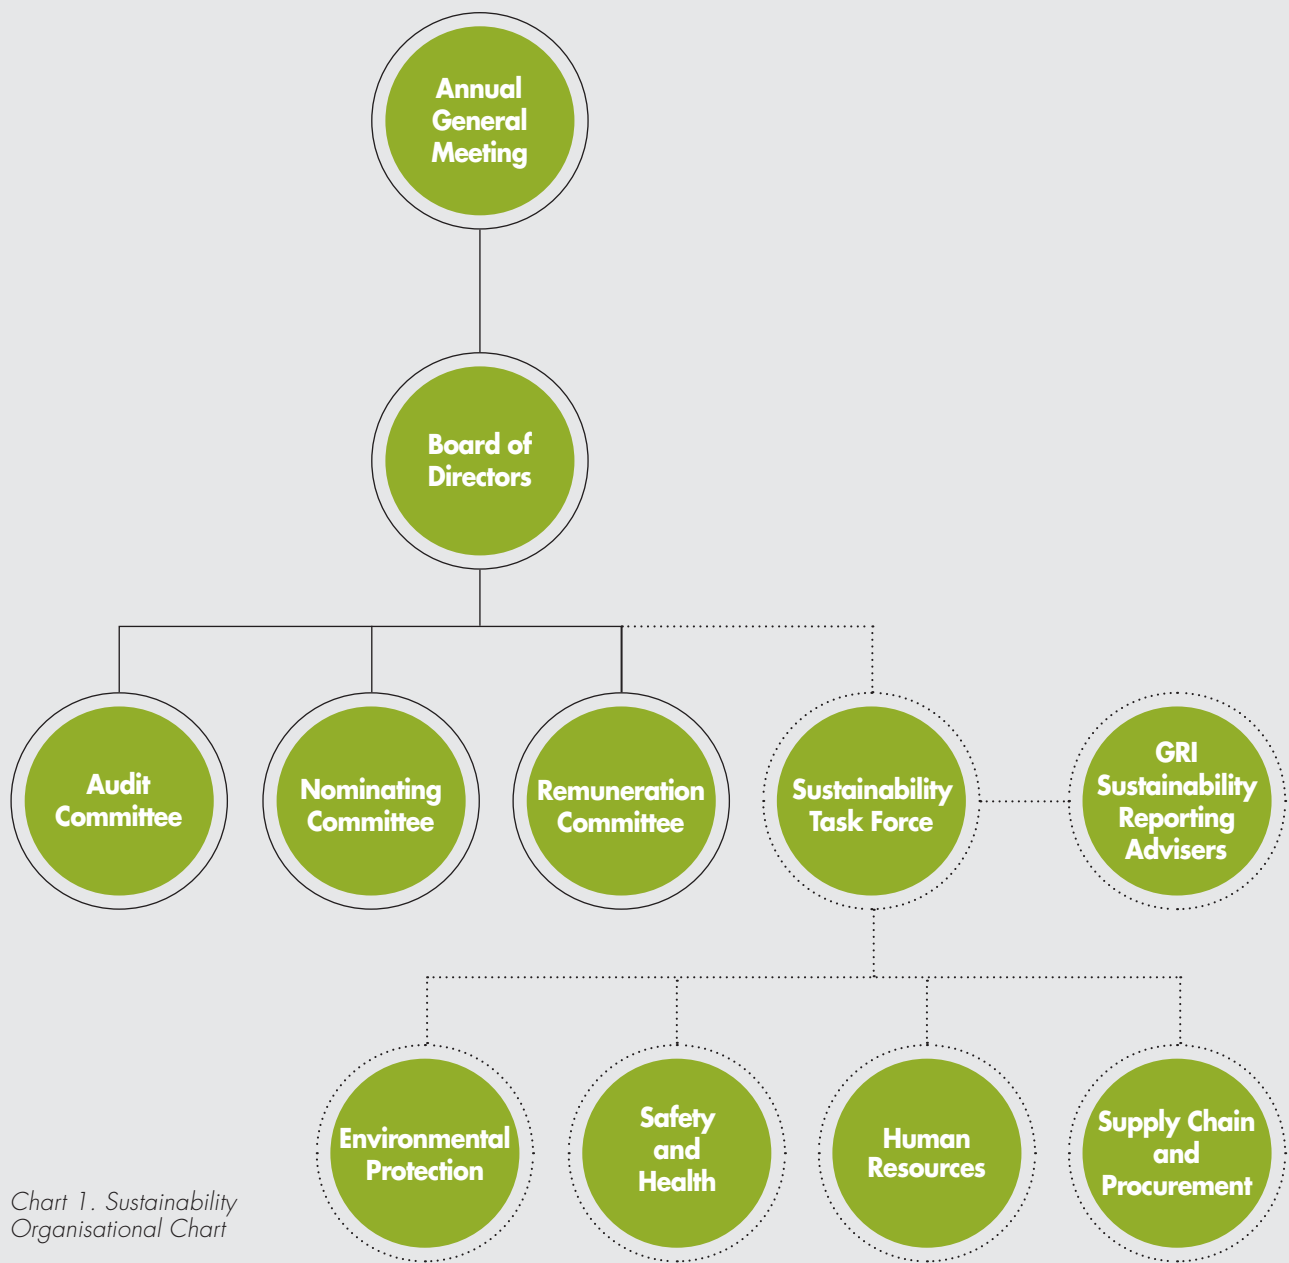 Annual
General
Meeting
Board of
Directors
Audit
Committee
Nominating
Committee
Remuneration
Committee
Sustainability
Task Force
GRI
Sustainability
Reporting
Advisers
Environmental
Protection
Safety
and
Health
Human
Resources
Supply Chain
and
Procurement
Chart 1. Sustainability
Organisational Chart